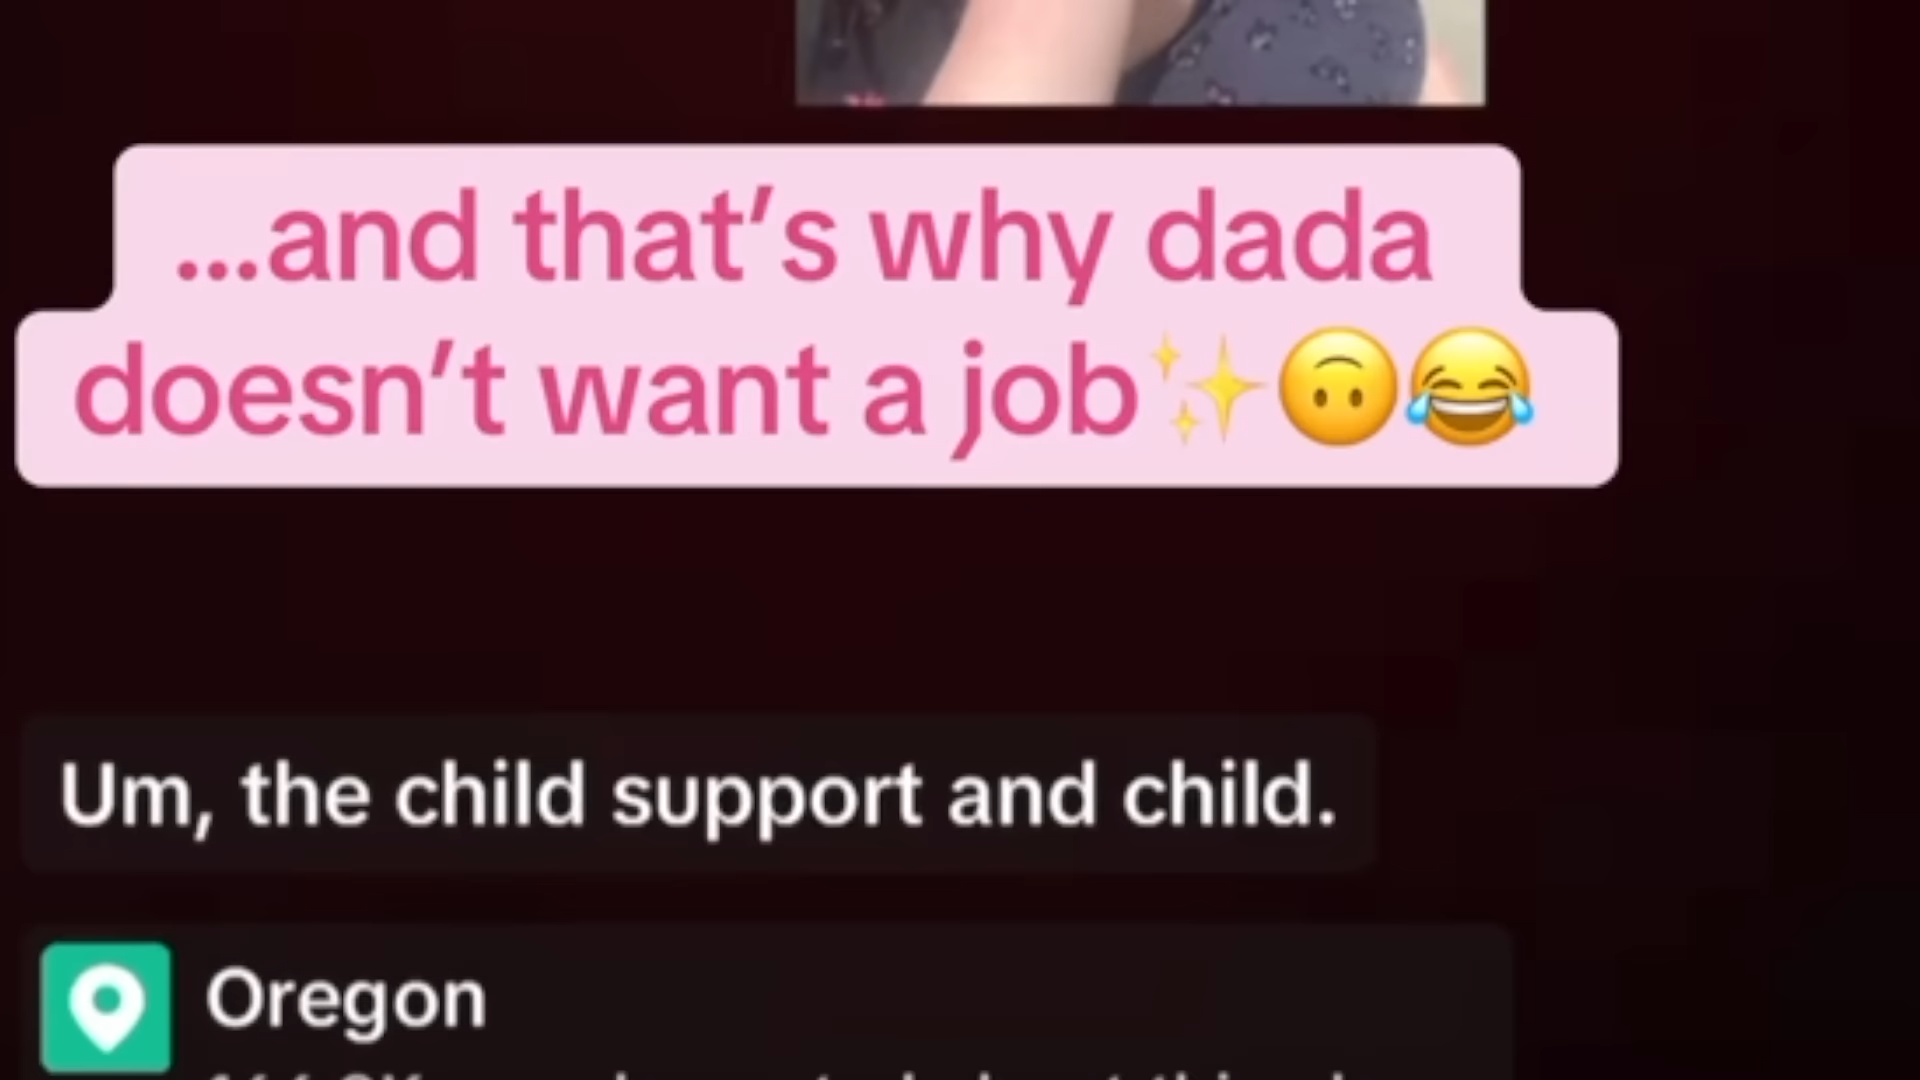 ...and that's why dada
doesn't want a job✨🙃😂
Um, the child support and child.
Oregon